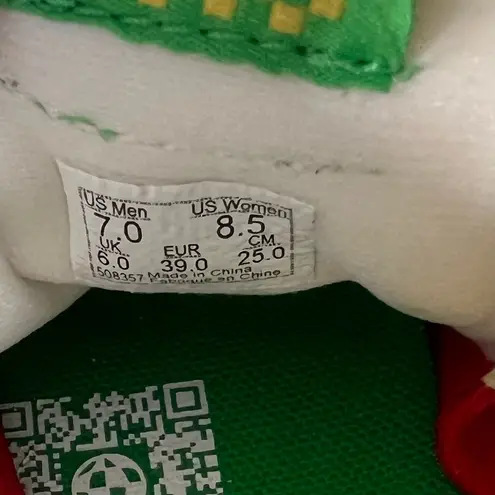 US Men US Women
7.0 8.5
UK EUR CM
6.0 39.0 25.0
508357 Made in China
Fabriqué en Chine